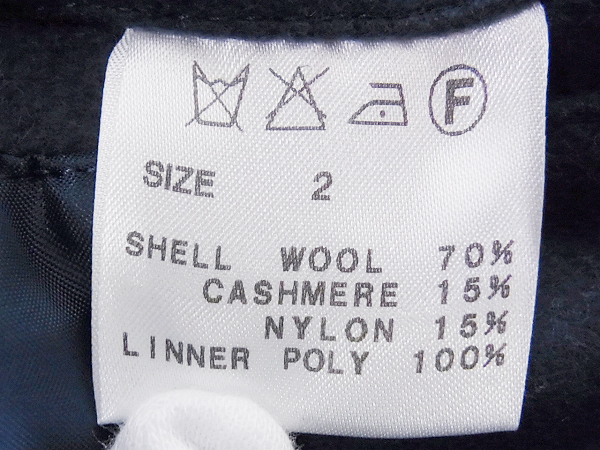 F
SIZE 2
SHELL WOOL 70%
CASHMERE 15%
NYLON 15%
LINNER POLY 100%